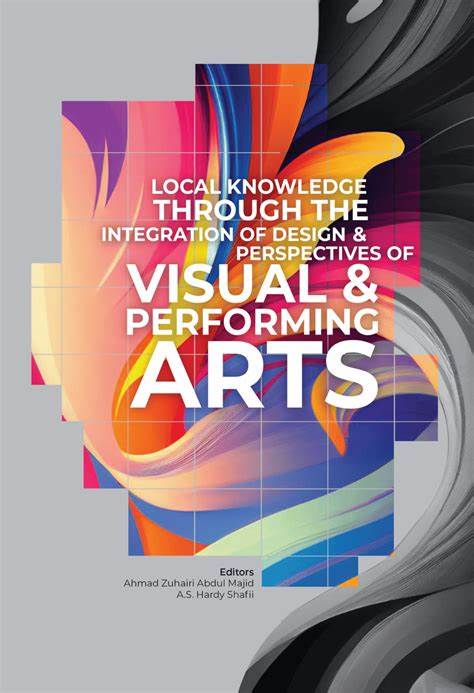 LOCAL KNOWLEDGE
THROUGH THE
INTEGRATION OF DESIGN &
PERSPECTIVES OF
VISUAL &
PERFORMING
ARTS
Editors
Ahmad Zuhairi Abdul Majid
A.S. Hardy Shafii